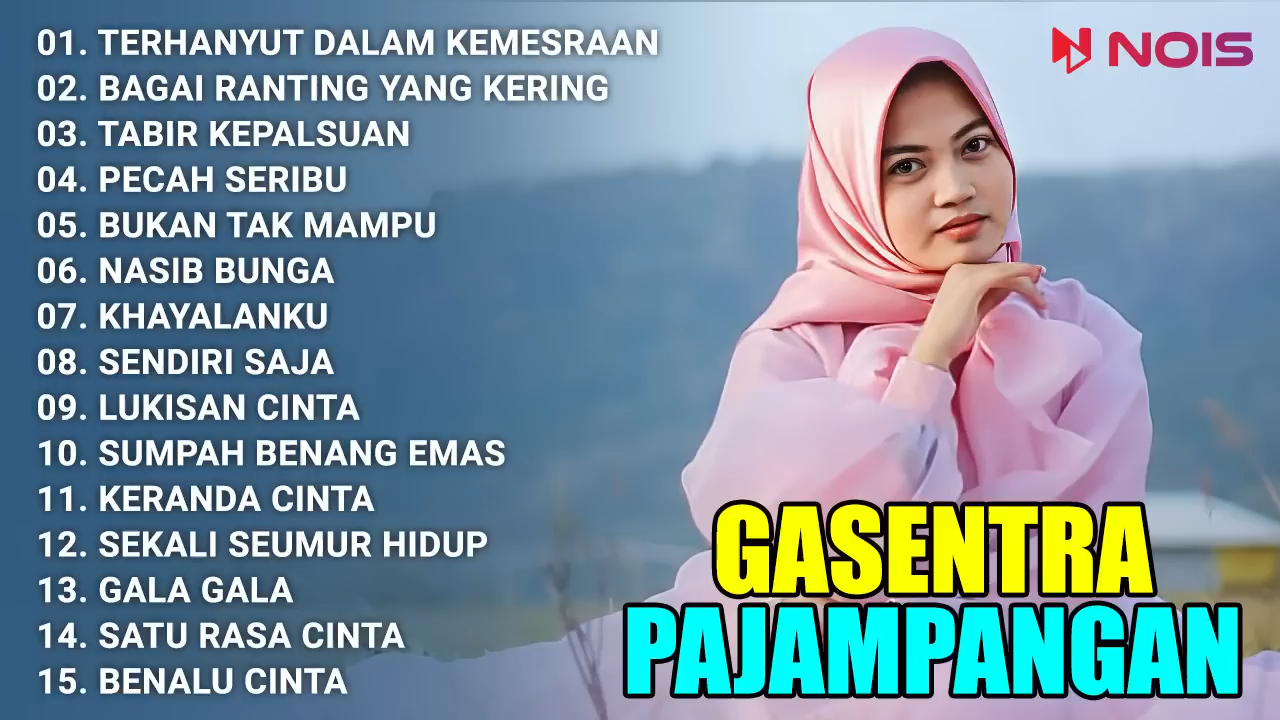 01. TERHANYUT DALAM KEMESRAAN
02. BAGAI RANTING YANG KERING
03. TABIR KEPALSUAN
04. PECAH SERIBU
05. BUKAN TAK MAMPU
06. NASIB BUNGA
07. KHAYALANKU
08. SENDIRI SAJA
09. LUKISAN CINTA
10. SUMPAH BENANG EMAS
11. KERANDA CINTA
12. SEKALI SEUMUR HIDUP
13. GALA GALA
14. SATU RASA CINTA
15. BENALU CINTA
NOIS
GASENTRA
PAJAMPANGAN